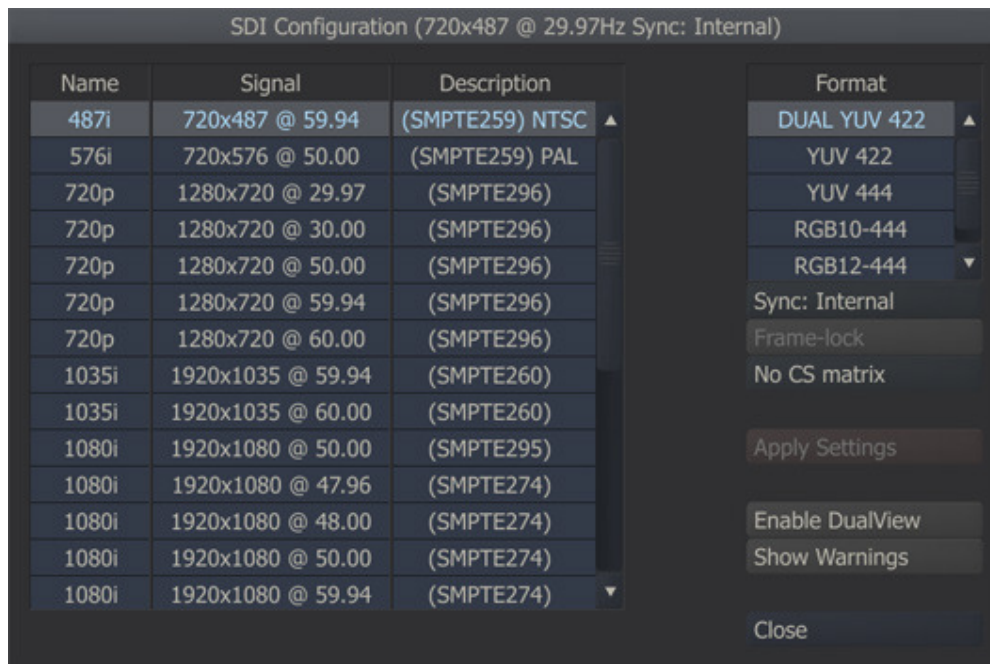 SDI Configuration (720x487 @ 29.97Hz Sync: Internal)
Name Signal Description Format
487i 720x487 @ 59.94 (SMPTE259) NTSC DUAL YUV 422
576i 720x576 @ 50.00 (SMPTE259) PAL YUV 422
720p 1280x720 @ 29.97 (SMPTE296) YUV 444
720p 1280x720 @ 30.00 (SMPTE296) RGB10-444
720p 1280x720 @ 50.00 (SMPTE296) RGB12-444
720p 1280x720 @ 59.94 (SMPTE296) Sync: Internal
720p 1280x720 @ 60.00 (SMPTE296) Frame-lock
1035i 1920x1035 @ 59.94 (SMPTE260) No CS matrix
1035i 1920x1035 @ 60.00 (SMPTE260)
1080i 1920x1080 @ 50.00 (SMPTE295) Apply Settings
1080i 1920x1080 @ 47.96 (SMPTE274)
1080i 1920x1080 @ 48.00 (SMPTE274) Enable DualView
1080i 1920x1080 @ 50.00 (SMPTE274) Show Warnings
1080i 1920x1080 @ 59.94 (SMPTE274)
Close